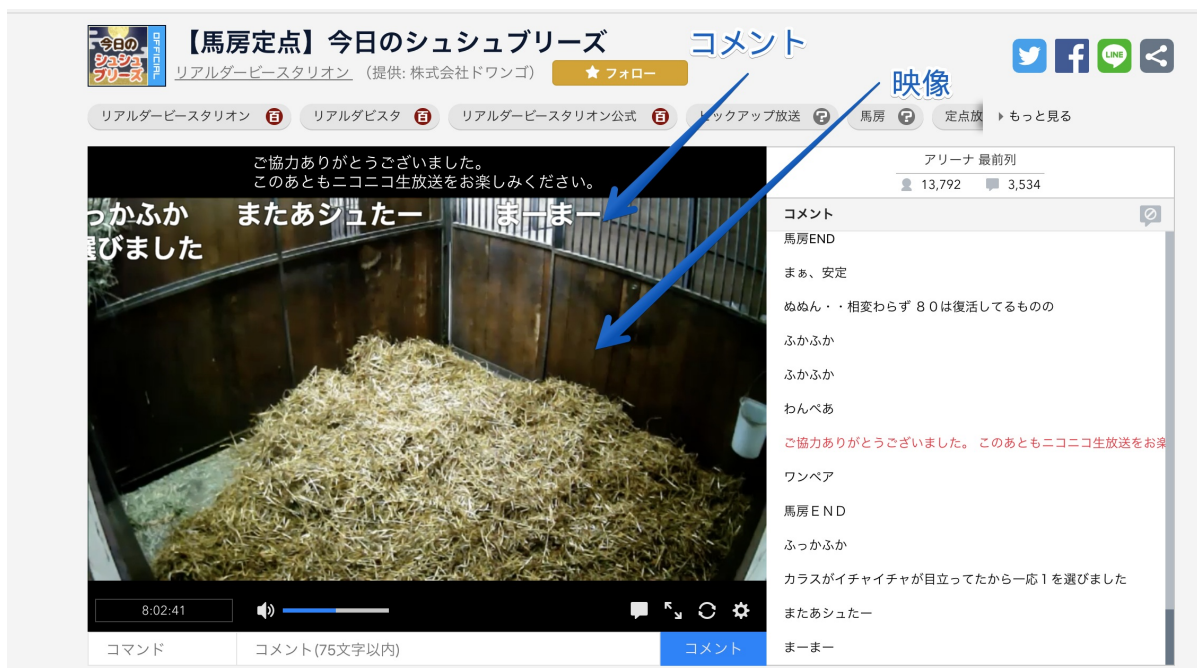 今日の
シュシュ
ブリーズ
OFFICIAL
【馬房定点】今日のシュシュブリーズ
コメント
リアルダービースタリオン (提供: 株式会社ドワンゴ)
★ フォロー
映像
LINE
リアルダービースタリオン 百
リアルダビスタ 百
リアルダービースタリオン公式 百
ピックアップ放送 ?
馬房 ?
定点放
もっと見る
ご協力ありがとうございました。
このあともニコニコ生放送をお楽しみください。
っかふか またあシュたー まーまー
選びました
8:02:41
コマンド
コメント(75文字以内)
コメント
アリーナ 最前列
13,792 3,534
コメント
馬房END
まぁ、安定
ぬぬん・・相変わらず 8 0は復活してるものの
ふかふか
ふかふか
わんぺあ
ご協力ありがとうございました。 このあともニコニコ生放送をお楽
ワンペア
馬房ＥＮＤ
ふっかふか
カラスがイチャイチャが目立ってたから一応１を選びました
またあシュたー
まーまー